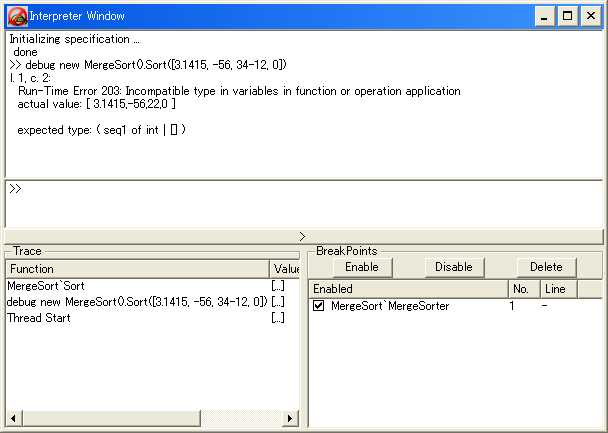 Interpreter Window
Initializing specification ...
done
>> debug new MergeSort().Sort([3.1415, -56, 34-12, 0])
l. 1, c. 2:
Run-Time Error 203: Incompatible type in variables in function or operation application
actual value: [ 3.1415,-56,22,0 ]
expected type: ( seq1 of int | [] )
>>
>
Trace
BreakPoints
Enable Disable Delete
Function Value
Enabled No. Line
MergeSort`Sort [...]
MergeSort`MergeSorter 1 -
debug new MergeSort().Sort([3.1415, -56, 34-12, 0]) [...]
Thread Start [...]